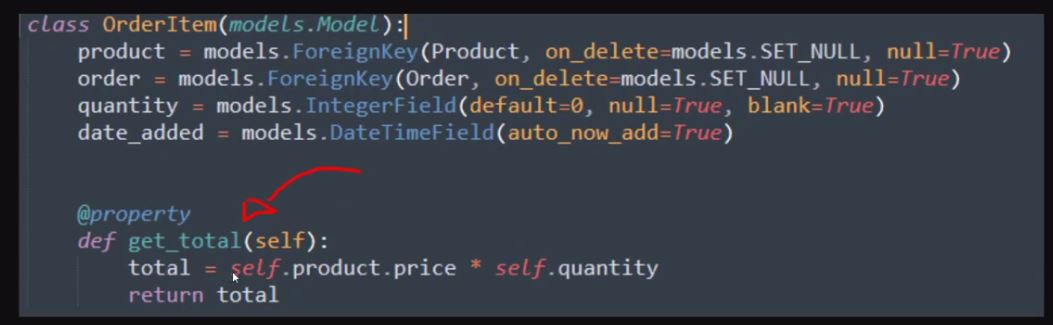 class OrderItem(models.Model):
product = models.ForeignKey(Product, on_delete=models.SET_NULL, null=True)
order = models.ForeignKey(Order, on_delete=models.SET_NULL, null=True)
quantity = models.IntegerField(default=0, null=True, blank=True)
date_added = models.DateTimeField(auto_now_add=True)
@property
def get_total(self):
total = self.product.price * self.quantity
return total